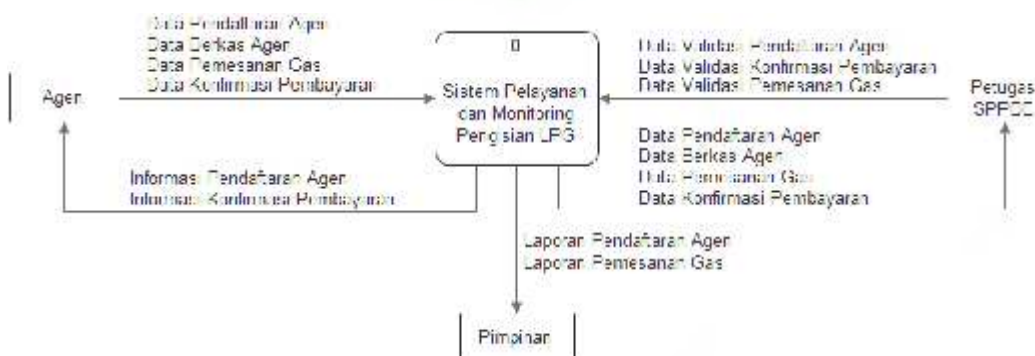 Data Pendaftaran Agen
Data Berkas Agen
Data Pemesanan Gas
Data Konfirmasi Pembayaran
0
Sistem Pelayanan
dan Monitoring
Pengisian LPG
Data Validasi Pendaftaran Agen
Data Validasi Konfirmasi Pembayaran
Data Validasi Pemesanan Gas
Agen
Petugas
Data Pendaftaran Agen
Data Berkas Agen
Data Pemesanan Gas
Data Konfirmasi Pembayaran
Informasi Pendaftaran Agen
Informasi Konfirmasi Pembayaran
Laporan Pendaftaran Agen
Laporan Pemesanan Gas
Pimpinan